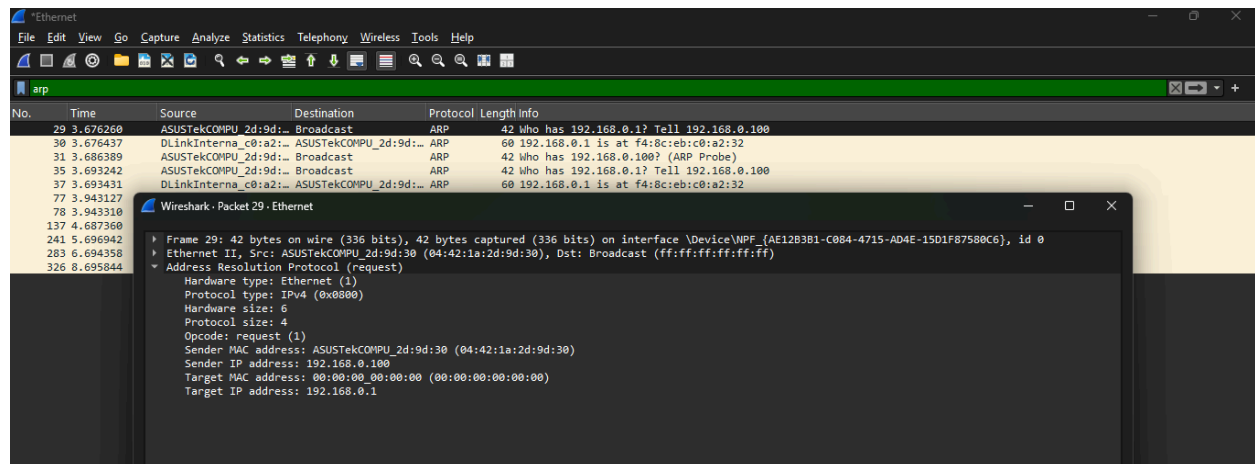 *Ethernet
File Edit View Go Capture Analyze Statistics Telephony Wireless Tools Help
arp
No. Time Source Destination Protocol Length Info
29 3.676260 ASUSTekCOMPU_2d:9d:… Broadcast ARP 42 Who has 192.168.0.1? Tell 192.168.0.100
30 3.676437 DLinkInterna_c0:a2:… ASUSTekCOMPU_2d:9d:… ARP 60 192.168.0.1 is at f4:8c:eb:c0:a2:32
31 3.686389 ASUSTekCOMPU_2d:9d:… Broadcast ARP 42 Who has 192.168.0.100? (ARP Probe)
35 3.693242 ASUSTekCOMPU_2d:9d:… Broadcast ARP 42 Who has 192.168.0.1? Tell 192.168.0.100
37 3.693431 DLinkInterna_c0:a2:… ASUSTekCOMPU_2d:9d:… ARP 60 192.168.0.1 is at f4:8c:eb:c0:a2:32
77 3.943127
78 3.943310
137 4.687360
241 5.696942
283 6.694358
326 8.695844
Wireshark · Packet 29 · Ethernet
Frame 29: 42 bytes on wire (336 bits), 42 bytes captured (336 bits) on interface \Device\NPF_{AE12B3B1-C084-4715-AD4E-15D1F87580C6}, id 0
Ethernet II, Src: ASUSTekCOMPU_2d:9d:30 (04:42:1a:2d:9d:30), Dst: Broadcast (ff:ff:ff:ff:ff:ff)
Address Resolution Protocol (request)
Hardware type: Ethernet (1)
Protocol type: IPv4 (0x0800)
Hardware size: 6
Protocol size: 4
Opcode: request (1)
Sender MAC address: ASUSTekCOMPU_2d:9d:30 (04:42:1a:2d:9d:30)
Sender IP address: 192.168.0.100
Target MAC address: 00:00:00_00:00:00 (00:00:00:00:00:00)
Target IP address: 192.168.0.1